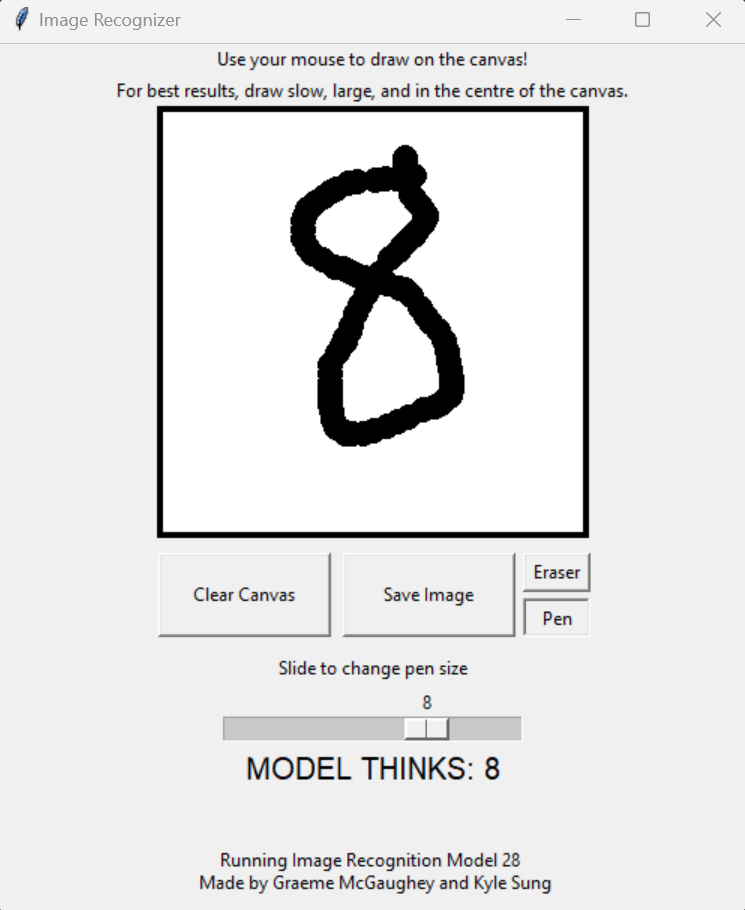 Image Recognizer
Use your mouse to draw on the canvas!
For best results, draw slow, large, and in the centre of the canvas.
8
Clear Canvas
Save Image
Eraser
Pen
Slide to change pen size
8
MODEL THINKS: 8
Running Image Recognition Model 28
Made by Graeme McGaughey and Kyle Sung